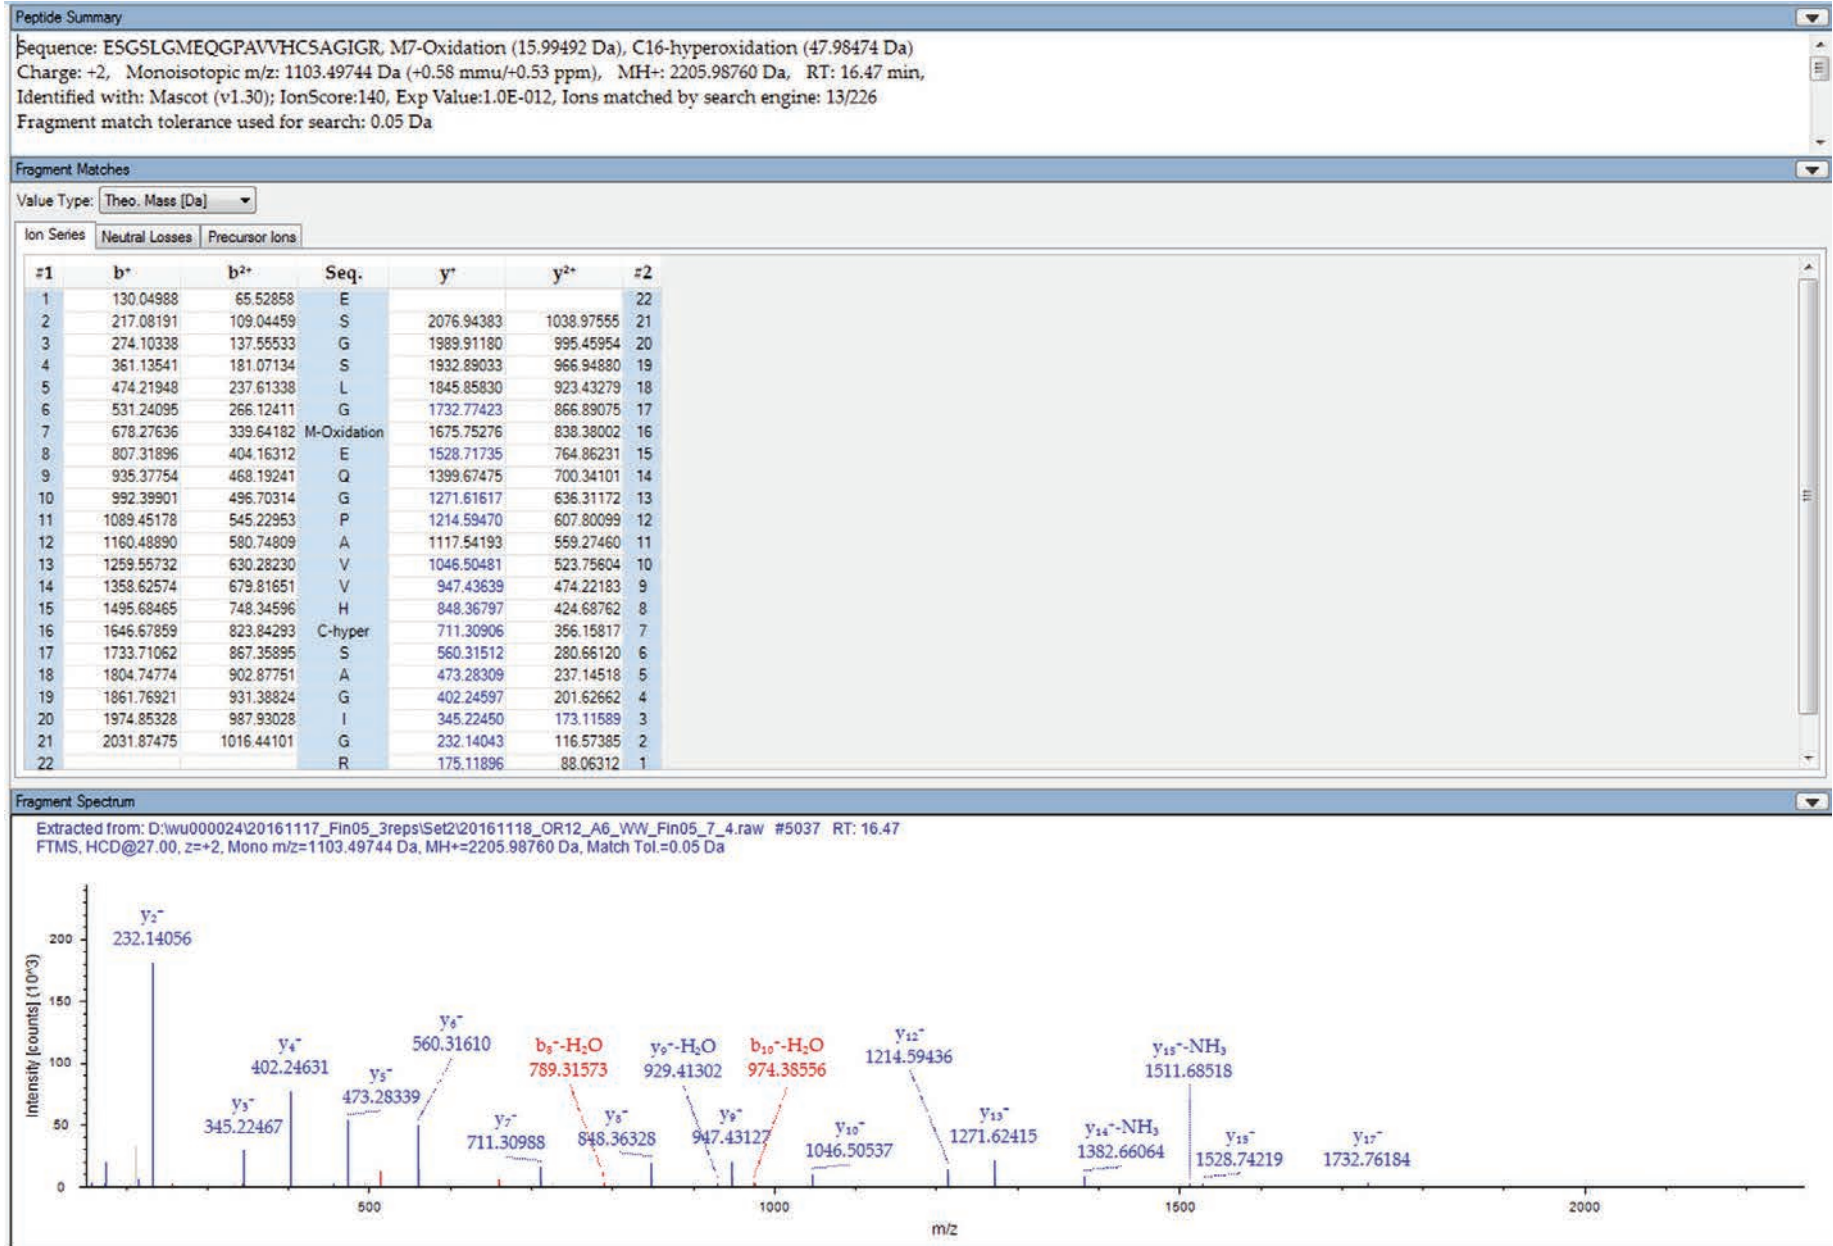 Peptide Summary
Sequence: ESGSLGMEQGPAVVHCSAGIGR, M7-Oxidation (15.99492 Da), C16-hyperoxidation (47.98474 Da)
Charge: +2, Monoisotopic m/z: 1103.49744 Da (+0.58 mmu/+0.53 ppm), MH+: 2205.98760 Da, RT: 16.47 min,
Identified with: Mascot (v1.30); IonScore:140, Exp Value:1.0E-012, Ions matched by search engine: 13/226
Fragment match tolerance used for search: 0.05 Da
Fragment Matches
Value Type: Theo. Mass [Da]
Ion Series Neutral Losses Precursor Ions
#1 b⁺ b²⁺ Seq. y⁺ y²⁺ #2
1 130.04988 65.52858 E 22
2 217.08191 109.04459 S 2076.94383 1038.97555 21
3 274.10338 137.55533 G 1989.91180 995.45954 20
4 361.13541 181.07134 S 1932.89033 966.94880 19
5 474.21948 237.61338 L 1845.85830 923.43279 18
6 531.24095 266.12411 G 1732.77423 866.89075 17
7 678.27636 339.64182 M-Oxidation 1675.75276 838.38002 16
8 807.31896 404.16312 E 1528.71735 764.86231 15
9 935.37754 468.19241 Q 1399.67475 700.34101 14
10 992.39901 496.70314 G 1271.61617 636.31172 13
11 1089.45178 545.22953 P 1214.59470 607.80099 12
12 1160.48890 580.74809 A 1117.54193 559.27460 11
13 1259.55732 630.28230 V 1046.50481 523.75604 10
14 1358.62574 679.81651 V 947.43639 474.22183 9
15 1495.68465 748.34596 H 848.36797 424.68762 8
16 1646.67859 823.84293 C-hyper 711.30906 356.15817 7
17 1733.71062 867.35895 S 560.31512 280.66120 6
18 1804.74774 902.87751 A 473.28309 237.14518 5
19 1861.76921 931.38824 G 402.24597 201.62662 4
20 1974.85328 987.93028 I 345.22450 173.11589 3
21 2031.87475 1016.44101 G 232.14043 116.57385 2
22 R 175.11896 88.06312 1
Fragment Spectrum
Extracted from: D:\wu000024\20161117_Fin05_3reps\Set2\20161118_OR12_A6_WW_Fin05_7_4.raw #5037 RT: 16.47
FTMS, HCD@27.00, z=+2, Mono m/z=1103.49744 Da, MH+=2205.98760 Da, Match Tol.=0.05 Da
Intensity [counts] (10^3)
200
150
100
50
0
y₂⁺
232.14056
y₃⁺
345.22467
y₄⁺
402.24631
y₅⁺
473.28339
y₆⁺
560.31610
y₇⁺
711.30988
b₈⁺-H₂O
789.31573
y₈⁺
848.36328
y₉⁺-H₂O
929.41302
y₉⁺
947.43127
b₁₀⁺-H₂O
974.38556
y₁₀⁺
1046.50537
y₁₂⁺
1214.59436
y₁₃⁺
1271.62415
y₁₄⁺-NH₃
1382.66064
y₁₅⁺-NH₃
1511.68518
y₁₅⁺
1528.74219
y₁₇⁺
1732.76184
500
1000
1500
2000
m/z